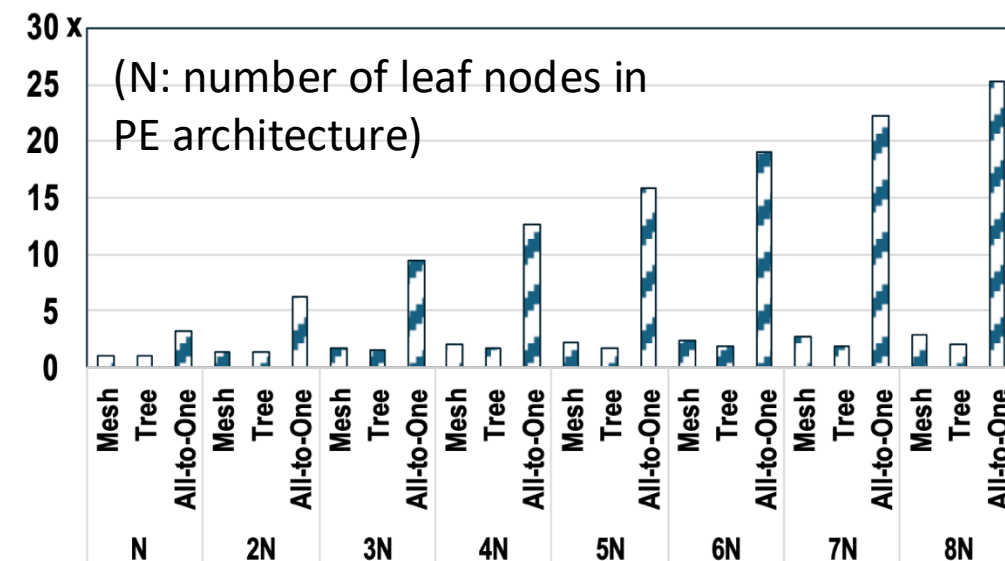 30 x
(N: number of leaf nodes in
PE architecture)
25
20
15
10
5
0
Mesh Tree All-to-One Mesh Tree All-to-One Mesh Tree All-to-One Mesh Tree All-to-One Mesh Tree All-to-One Mesh Tree All-to-One Mesh Tree All-to-One Mesh Tree All-to-One
N 2N 3N 4N 5N 6N 7N 8N